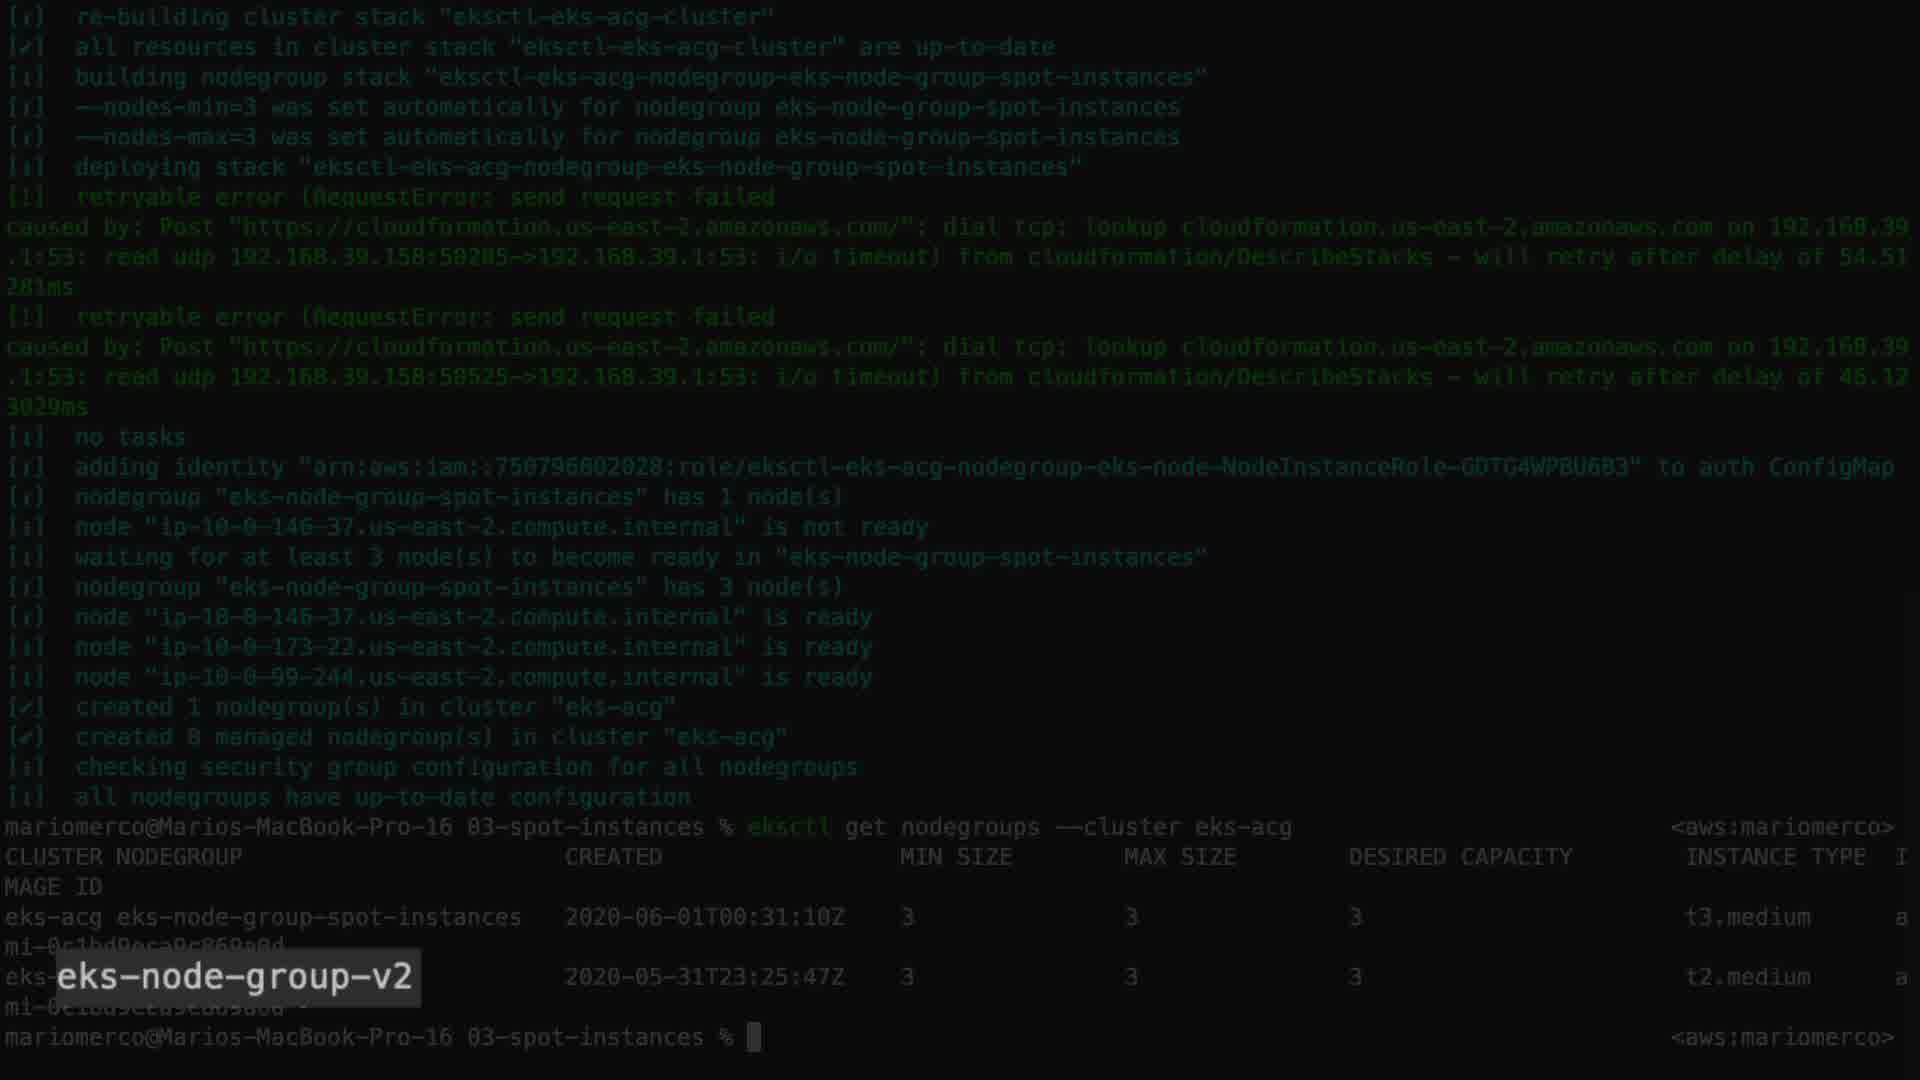 [ℹ]  re-building cluster stack "eksctl-eks-acg-cluster"
[✔]  all resources in cluster stack "eksctl-eks-acg-cluster" are up-to-date
[ℹ]  building nodegroup stack "eksctl-eks-acg-nodegroup-eks-node-group-spot-instances"
[ℹ]  --nodes-min=3 was set automatically for nodegroup eks-node-group-spot-instances
[ℹ]  --nodes-max=3 was set automatically for nodegroup eks-node-group-spot-instances
[ℹ]  deploying stack "eksctl-eks-acg-nodegroup-eks-node-group-spot-instances"
[!]  retryable error (RequestError: send request failed
caused by: Post "https://cloudformation.us-east-2.amazonaws.com/": dial tcp: lookup cloudformation.us-east-2.amazonaws.com on 192.168.39
.1:53: read udp 192.168.39.158:50285->192.168.39.1:53: i/o timeout) from cloudformation/DescribeStacks - will retry after delay of 54.51
281ms
[!]  retryable error (RequestError: send request failed
caused by: Post "https://cloudformation.us-east-2.amazonaws.com/": dial tcp: lookup cloudformation.us-east-2.amazonaws.com on 192.168.39
.1:53: read udp 192.168.39.158:58525->192.168.39.1:53: i/o timeout) from cloudformation/DescribeStacks - will retry after delay of 46.12
3029ms
[ℹ]  no tasks
[ℹ]  adding identity "arn:aws:iam::750796802028:role/eksctl-eks-acg-nodegroup-eks-node-NodeInstanceRole-GDTG4WPBU6B3" to auth ConfigMap
[ℹ]  nodegroup "eks-node-group-spot-instances" has 1 node(s)
[ℹ]  node "ip-10-0-146-37.us-east-2.compute.internal" is not ready
[ℹ]  waiting for at least 3 node(s) to become ready in "eks-node-group-spot-instances"
[ℹ]  nodegroup "eks-node-group-spot-instances" has 3 node(s)
[ℹ]  node "ip-10-0-146-37.us-east-2.compute.internal" is ready
[ℹ]  node "ip-10-0-173-22.us-east-2.compute.internal" is ready
[ℹ]  node "ip-10-0-99-244.us-east-2.compute.internal" is ready
[✔]  created 1 nodegroup(s) in cluster "eks-acg"
[✔]  created 0 managed nodegroup(s) in cluster "eks-acg"
[ℹ]  checking security group configuration for all nodegroups
[ℹ]  all nodegroups have up-to-date configuration
mariomerco@Marios-MacBook-Pro-16 03-spot-instances % eksctl get nodegroups --cluster eks-acg <aws:mariomerco>
CLUSTER NODEGROUP CREATED MIN SIZE MAX SIZE DESIRED CAPACITY INSTANCE TYPE I
MAGE ID
eks-acg eks-node-group-spot-instances 2020-06-01T00:31:10Z 3 3 3 t3.medium a
eks- eks-node-group-v2 2020-05-31T23:25:47Z 3 3 3 t2.medium a
mariomerco@Marios-MacBook-Pro-16 03-spot-instances % <aws:mariomerco>